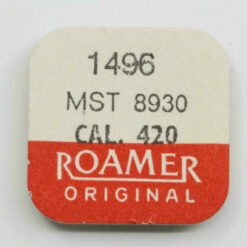 1496
MST 8930
CAL. 420
ROAMER
ORIGINAL